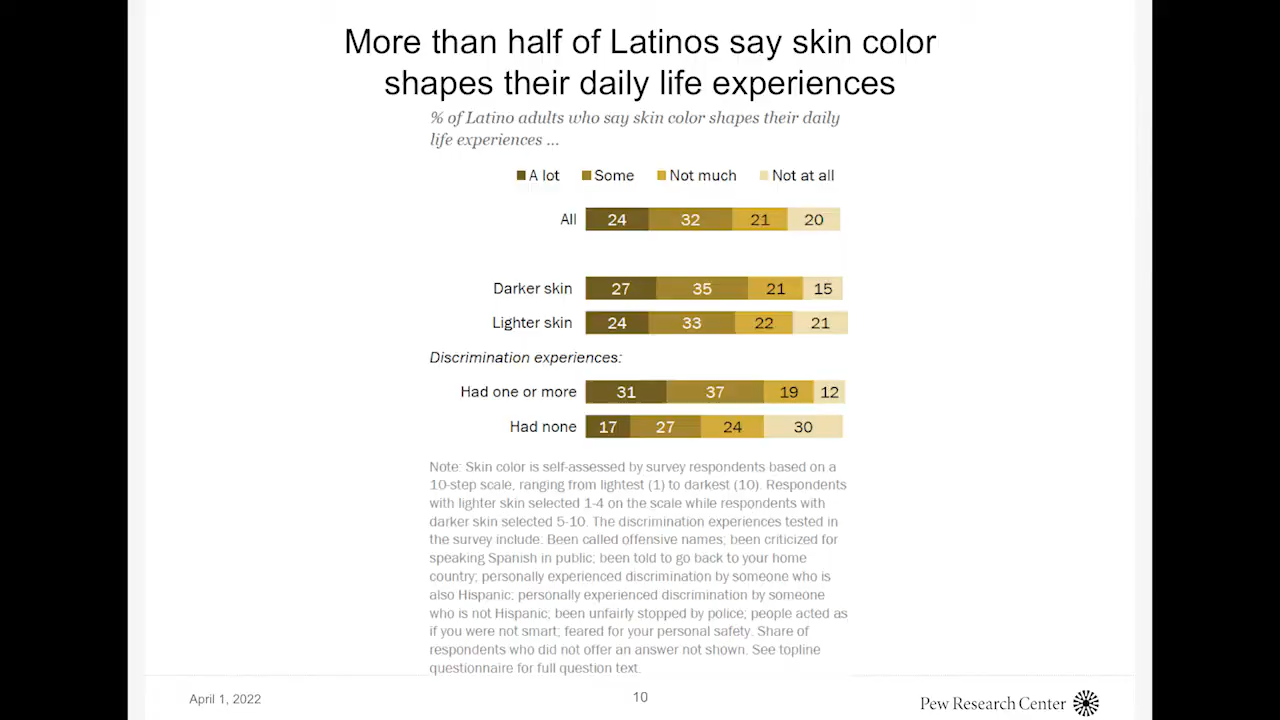 More than half of Latinos say skin color
shapes their daily life experiences
% of Latino adults who say skin color shapes their daily
life experiences ...
A lot Some Not much Not at all
All 24 32 21 20
Darker skin 27 35 21 15
Lighter skin 24 33 22 21
Discrimination experiences:
Had one or more 31 37 19 12
Had none 17 27 24 30
Note: Skin color is self-assessed by survey respondents based on a
10-step scale, ranging from lightest (1) to darkest (10). Respondents
with lighter skin selected 1-4 on the scale while respondents with
darker skin selected 5-10. The discrimination experiences tested in
the survey include: Been called offensive names; been criticized for
speaking Spanish in public; been told to go back to your home
country; personally experienced discrimination by someone who is
also Hispanic; personally experienced discrimination by someone
who is not Hispanic; been unfairly stopped by police; people acted as
if you were not smart; feared for your personal safety. Share of
respondents who did not offer an answer not shown. See topline
questionnaire for full question text.
April 1, 2022 10 Pew Research Center